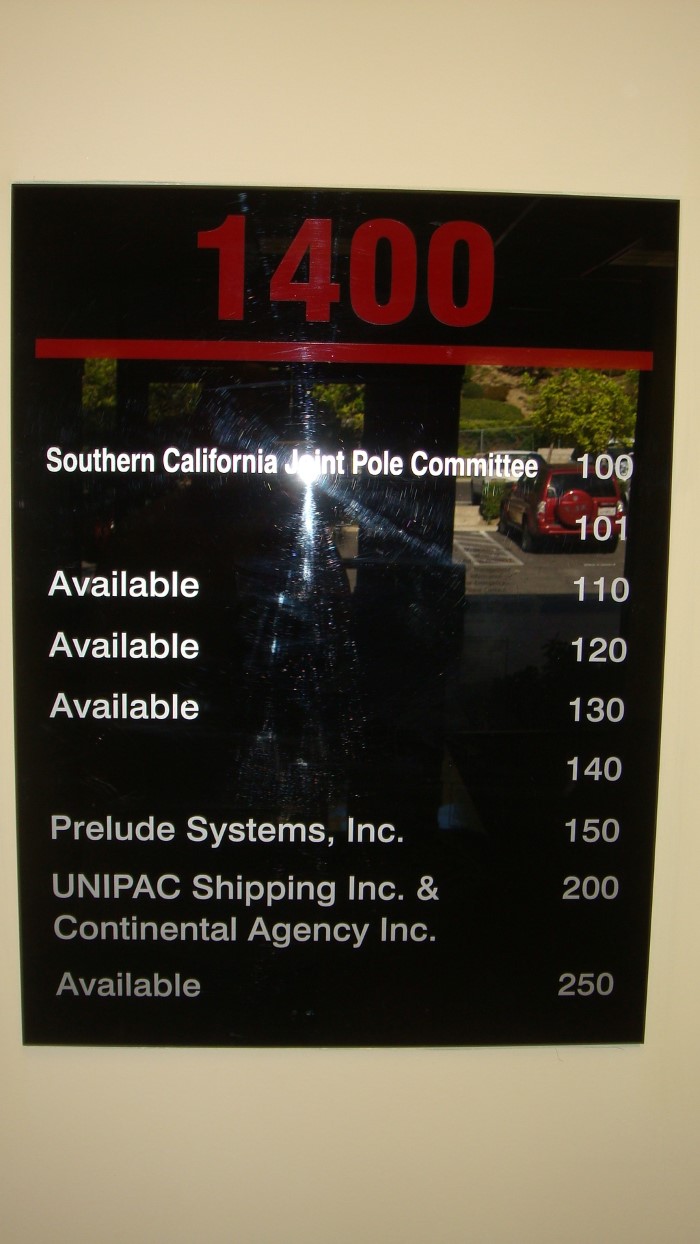 1400
Southern California Joint Pole Committee 100
101
Available 110
Available 120
Available 130
140
Prelude Systems, Inc. 150
UNIPAC Shipping Inc. & 200
Continental Agency Inc.
Available 250